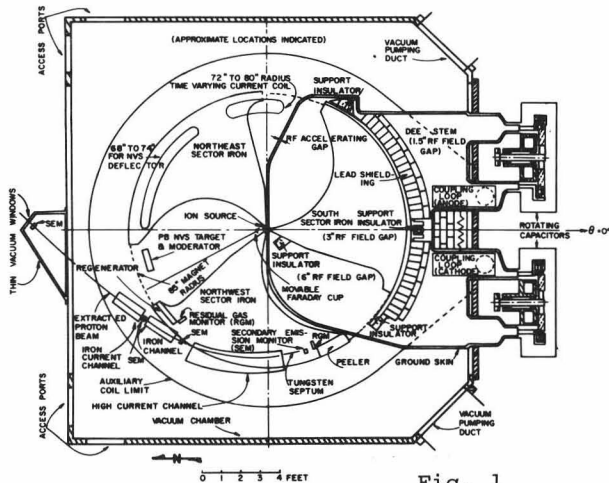 ACCESS PORTS
(APPROXIMATE LOCATIONS INDICATED)
VACUUM
PUMPING
DUCT
72" TO 80" RADIUS
TIME VARYING CURRENT COIL
SUPPORT
INSULATOR
68" TO 74"
FOR NVS
DEFLECTOR
NORTHEAST
SECTOR IRON
RF ACCELERATING
GAP
DEE STEM
(1.5" RF FIELD
GAP)
LEAD SHIELD-
ING
COUPLING
LOOP
(ANODE)
THIN VACUUM WINDOWS
SEM
ION SOURCE
SOUTH
SECTOR IRON
SUPPORT
INSULATOR
(3" RF FIELD GAP)
ROTATING
CAPACITORS
θ=0°
PB NVS TARGET
& MODERATOR
SUPPORT
INSULATOR
COUPLING
LOOP
(CATHODE)
REGENERATOR
85" MAGNET
RADIUS
(6" RF FIELD GAP)
NORTHWEST
SECTOR IRON
MOVABLE
FARADAY CUP
EXTRACTED
PROTON
BEAM
RESIDUAL GAS
MONITOR (RGM)
SEM
SECONDARY EMIS-
SION MONITOR (SEM)
RGM
SUPPORT
INSULATOR
IRON
CURRENT
CHANNEL
SEM
IRON
CHANNEL
PEELER
GROUND SKIN
AUXILIARY
COIL LIMIT
TUNGSTEN
SEPTUM
HIGH CURRENT CHANNEL
VACUUM CHAMBER
ACCESS PORTS
VACUUM
PUMPING
DUCT
N
0 1 2 3 4 FEET
Fig. 1